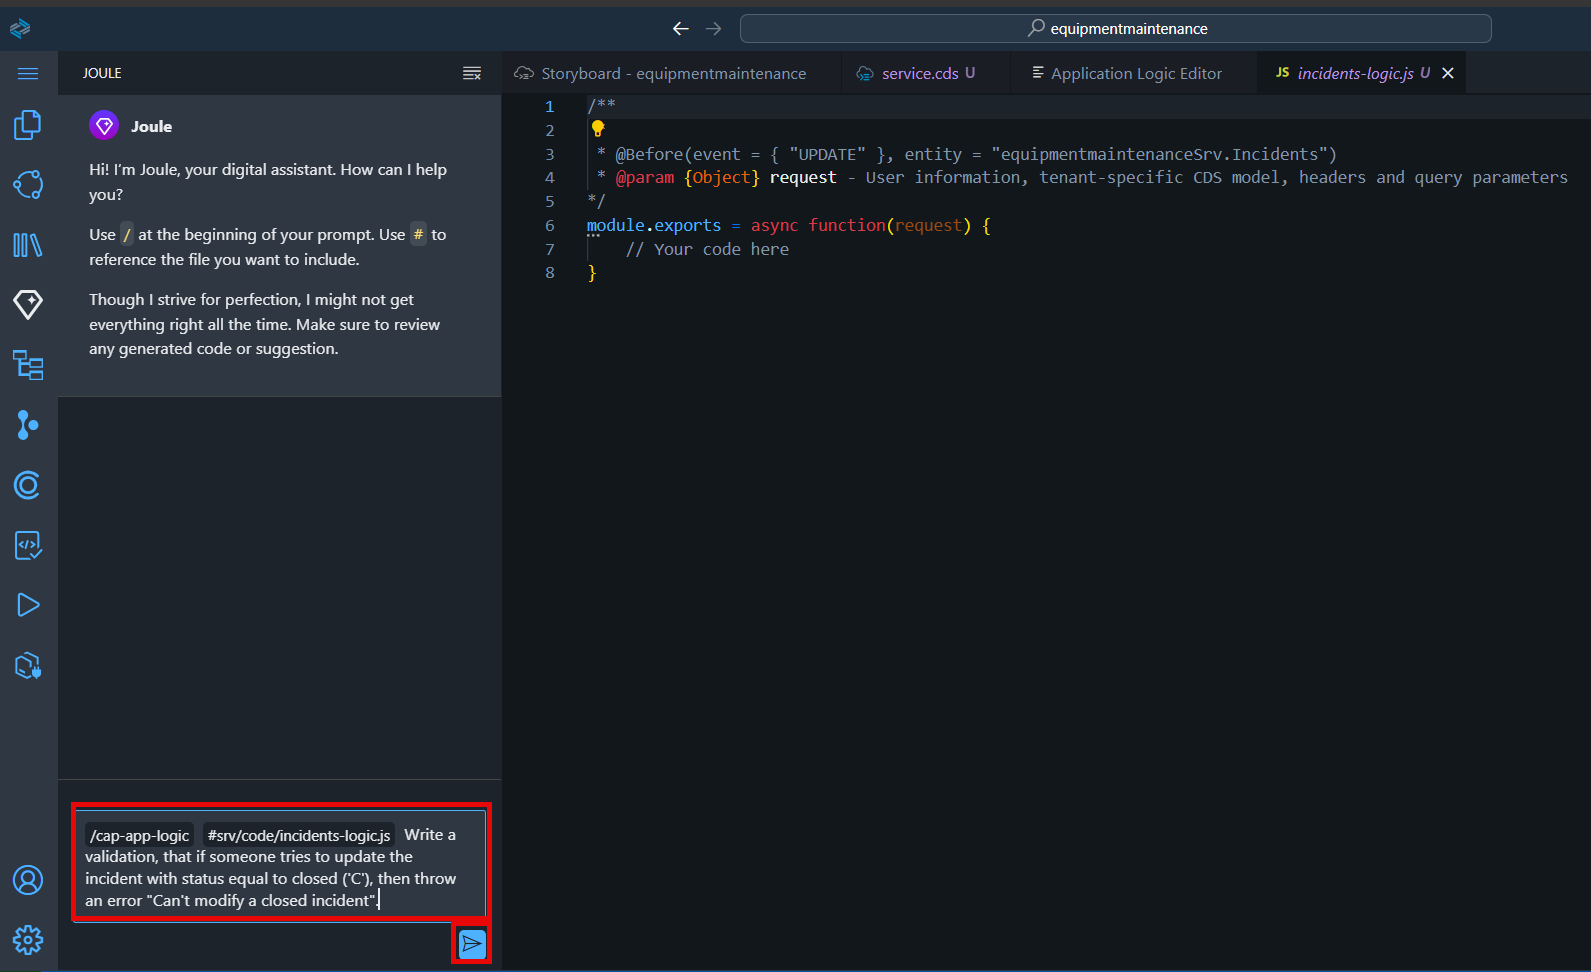 equipmentmaintenance
JOULE
Storyboard - equipmentmaintenance
service.cds U
Application Logic Editor
JS incidents-logic.js U
Joule
Hi! I'm Joule, your digital assistant. How can I help
you?
Use / at the beginning of your prompt. Use # to
reference the file you want to include.
Though I strive for perfection, I might not get
everything right all the time. Make sure to review
any generated code or suggestion.
1 /**
2
3 * @Before(event = { "UPDATE" }, entity = "equipmentmaintenanceSrv.Incidents")
4 * @param {Object} request - User information, tenant-specific CDS model, headers and query parameters
5 */
6 module.exports = async function(request) {
7 // Your code here
8 }
/cap-app-logic #srv/code/incidents-logic.js Write a
validation, that if someone tries to update the
incident with status equal to closed ('C'), then throw
an error "Can't modify a closed incident".